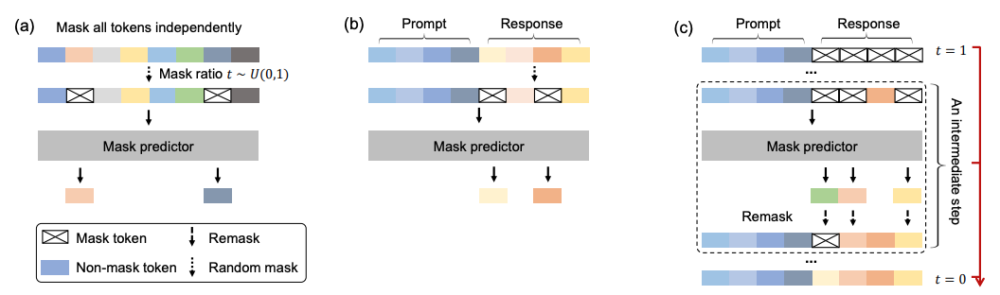 (a)
Mask all tokens independently
Mask ratio t ~ U(0,1)
Mask predictor
Mask token
Remask
Non-mask token
Random mask
(b)
Prompt
Response
Mask predictor
(c)
Prompt
Response
t = 1
...
Mask predictor
Remask
An intermediate step
...
t = 0